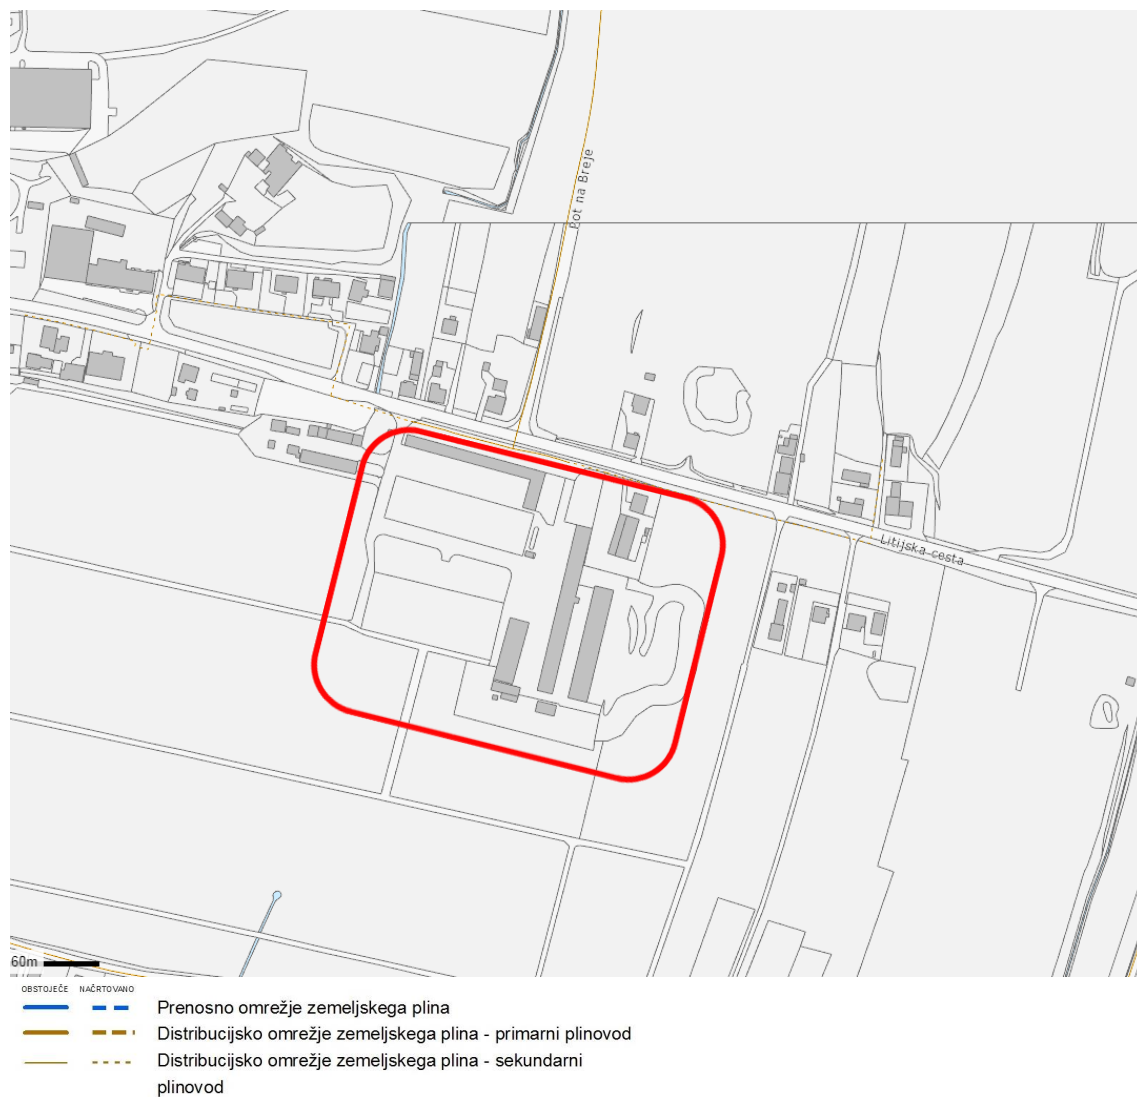 Pot na Breje
Litijska cesta
60m
OBSTOJEČE NAČRTOVANO
Prenosno omrežje zemeljskega plina
Distribucijsko omrežje zemeljskega plina - primarni plinovod
Distribucijsko omrežje zemeljskega plina - sekundarni
plinovod